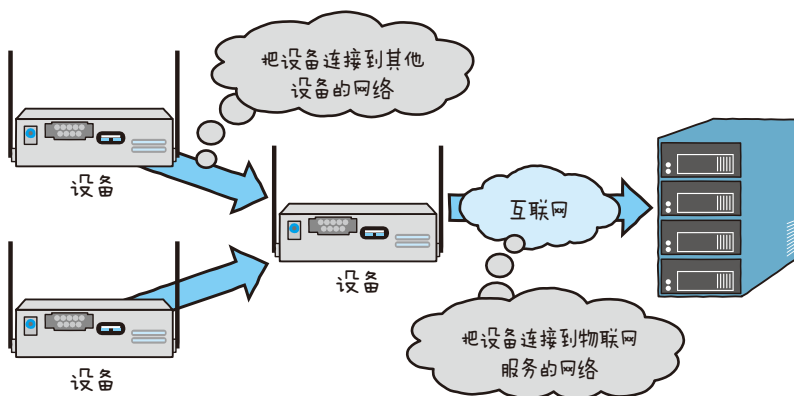 把设备连接到其他
设备的网络
设备
设备
互联网
设备
把设备连接到物联网
服务的网络